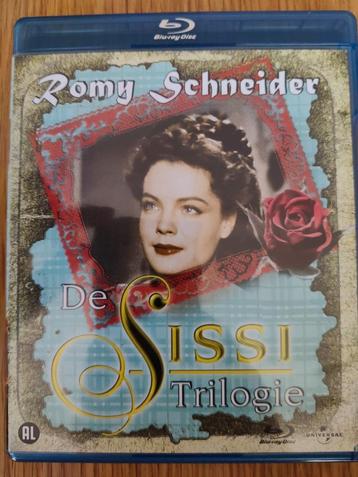 Blu-ray Disc
Romy Schneider
De
SISSI
Trilogie
AL
Blu-ray Disc
UNIVERSAL